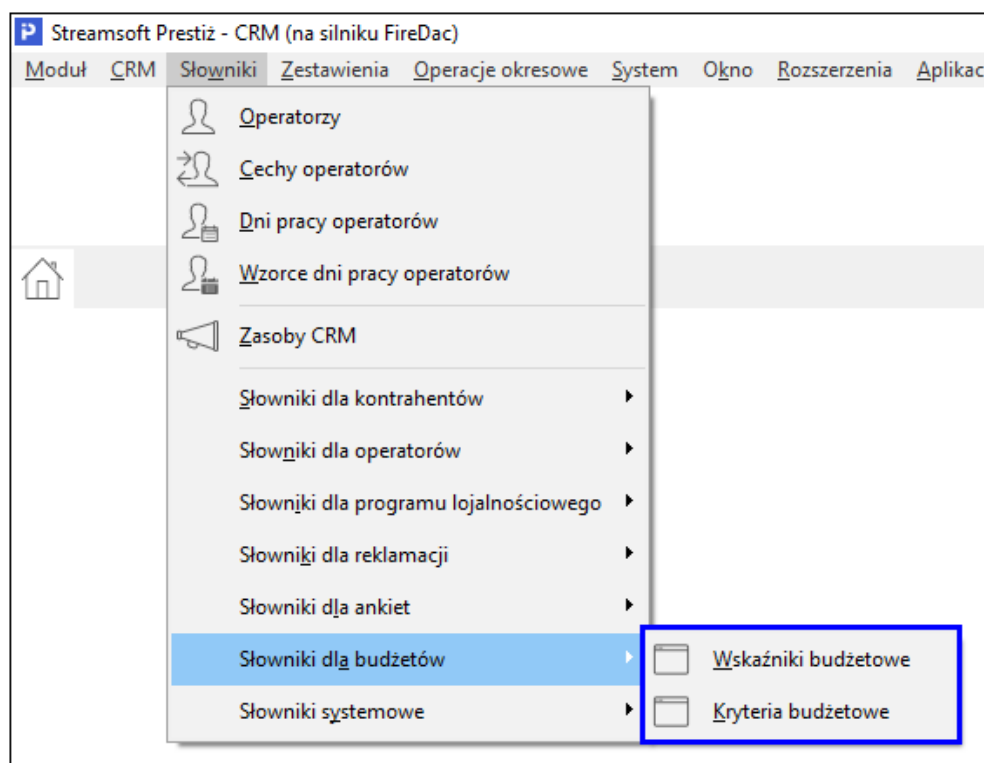 Streamsoft Prestiż - CRM (na silniku FireDac)
Moduł CRM Słowniki Zestawienia Operacje okresowe System Okno Rozszerzenia Aplikac
Operatorzy
Cechy operatorów
Dni pracy operatorów
Wzorce dni pracy operatorów
Zasoby CRM
Słowniki dla kontrahentów
Słowniki dla operatorów
Słowniki dla programu lojalnościowego
Słowniki dla reklamacji
Słowniki dla ankiet
Słowniki dla budżetów
Wskaźniki budżetowe
Słowniki systemowe
Kryteria budżetowe